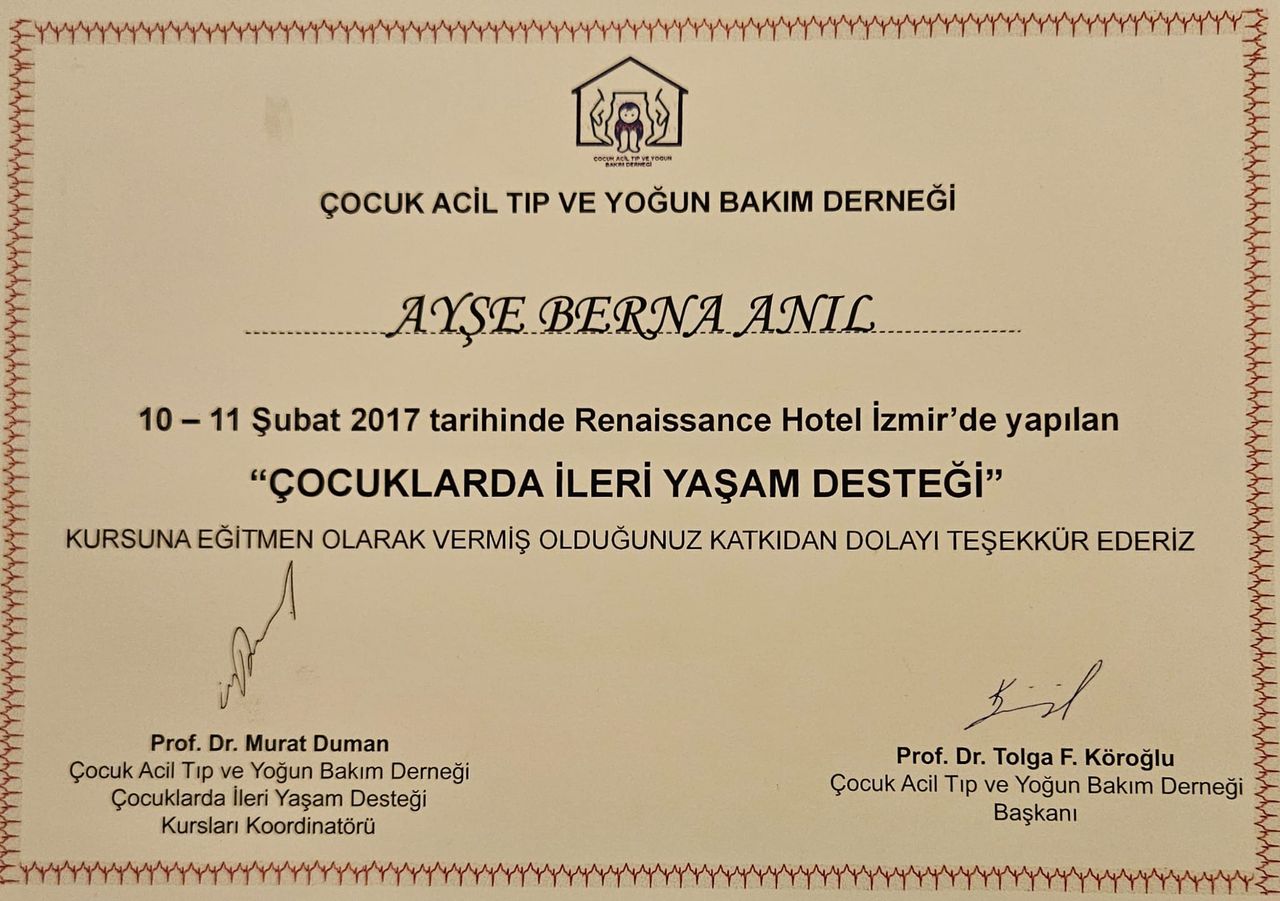 ÇOCUK ACİL TIP VE YOĞUN
BAKIM DERNEĞİ
ÇOCUK ACİL TIP VE YOĞUN BAKIM DERNEĞİ
AYŞE BERNA ANIL
10 – 11 Şubat 2017 tarihinde Renaissance Hotel İzmir’de yapılan
“ÇOCUKLARDA İLERİ YAŞAM DESTEĞİ”
KURSUNA EĞİTMEN OLARAK VERMİŞ OLDUĞUNUZ KATKIDAN DOLAYI TEŞEKKÜR EDERİZ
Prof. Dr. Murat Duman
Çocuk Acil Tıp ve Yoğun Bakım Derneği
Çocuklarda İleri Yaşam Desteği
Kursları Koordinatörü
Prof. Dr. Tolga F. Köroğlu
Çocuk Acil Tıp ve Yoğun Bakım Derneği
Başkanı